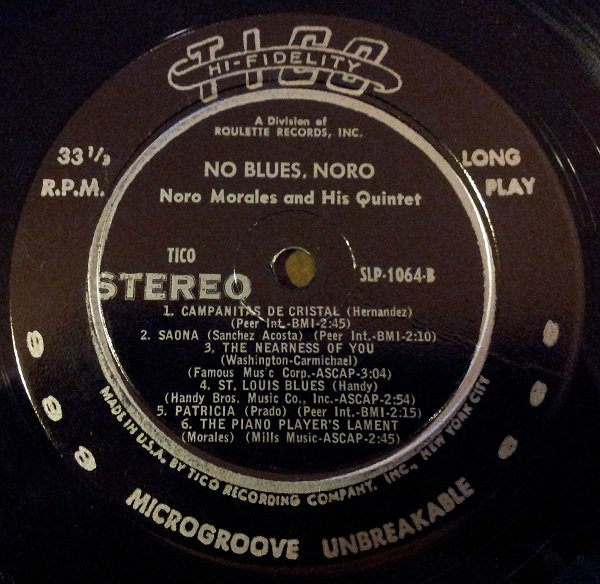 TICO
HI-FIDELITY
A Division of
ROULETTE RECORDS, INC.
33 1/3
R.P.M.
LONG
PLAY
NO BLUES, NORO
Noro Morales and His Quintet
TICO
STEREO
SLP-1064-B
1. CAMPANITAS DE CRISTAL (Hernandez)
(Peer Int.-BMI-2:45)
2. SAONA (Sanchez Acosta) (Peer Int.-BMI-2:10)
3. THE NEARNESS OF YOU
(Washington-Carmichael)
(Famous Music Corp.-ASCAP-3:04)
4. ST. LOUIS BLUES (Handy)
(Handy Bros. Music Co., Inc.-ASCAP-2:54)
5. PATRICIA (Prado) (Peer Int.-BMI-2:15)
6. THE PIANO PLAYER'S LAMENT
(Morales) (Mills Music-ASCAP-2:45)
MADE IN U.S.A. BY TICO RECORDING COMPANY, INC., NEW YORK CITY
MICROGROOVE UNBREAKABLE